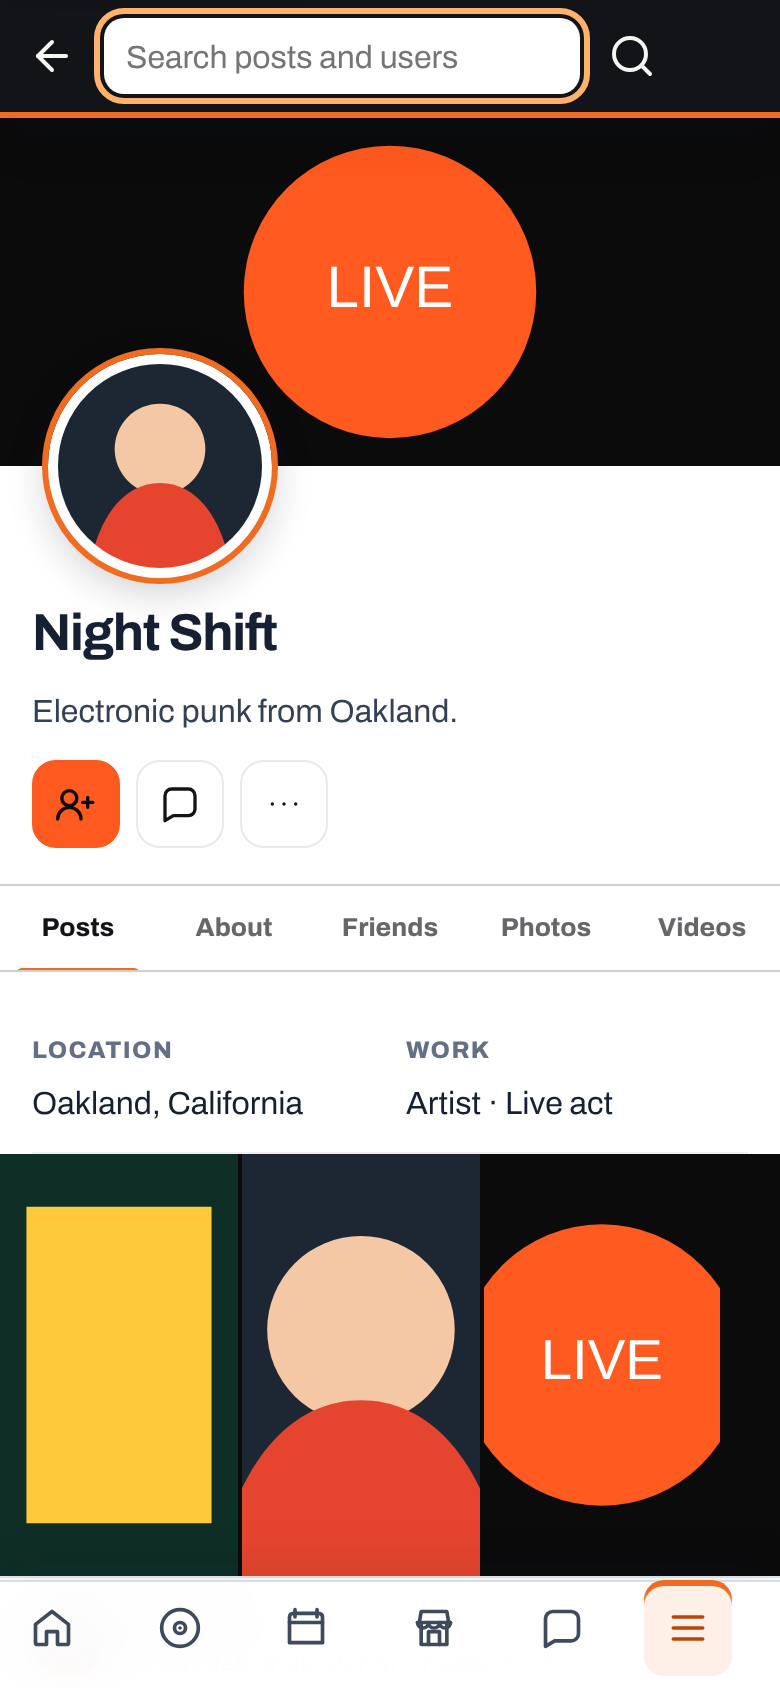 Search posts and users
LIVE
Night Shift
Electronic punk from Oakland.
Posts About Friends Photos Videos
LOCATION WORK
Oakland, California Artist · Live act
LIVE